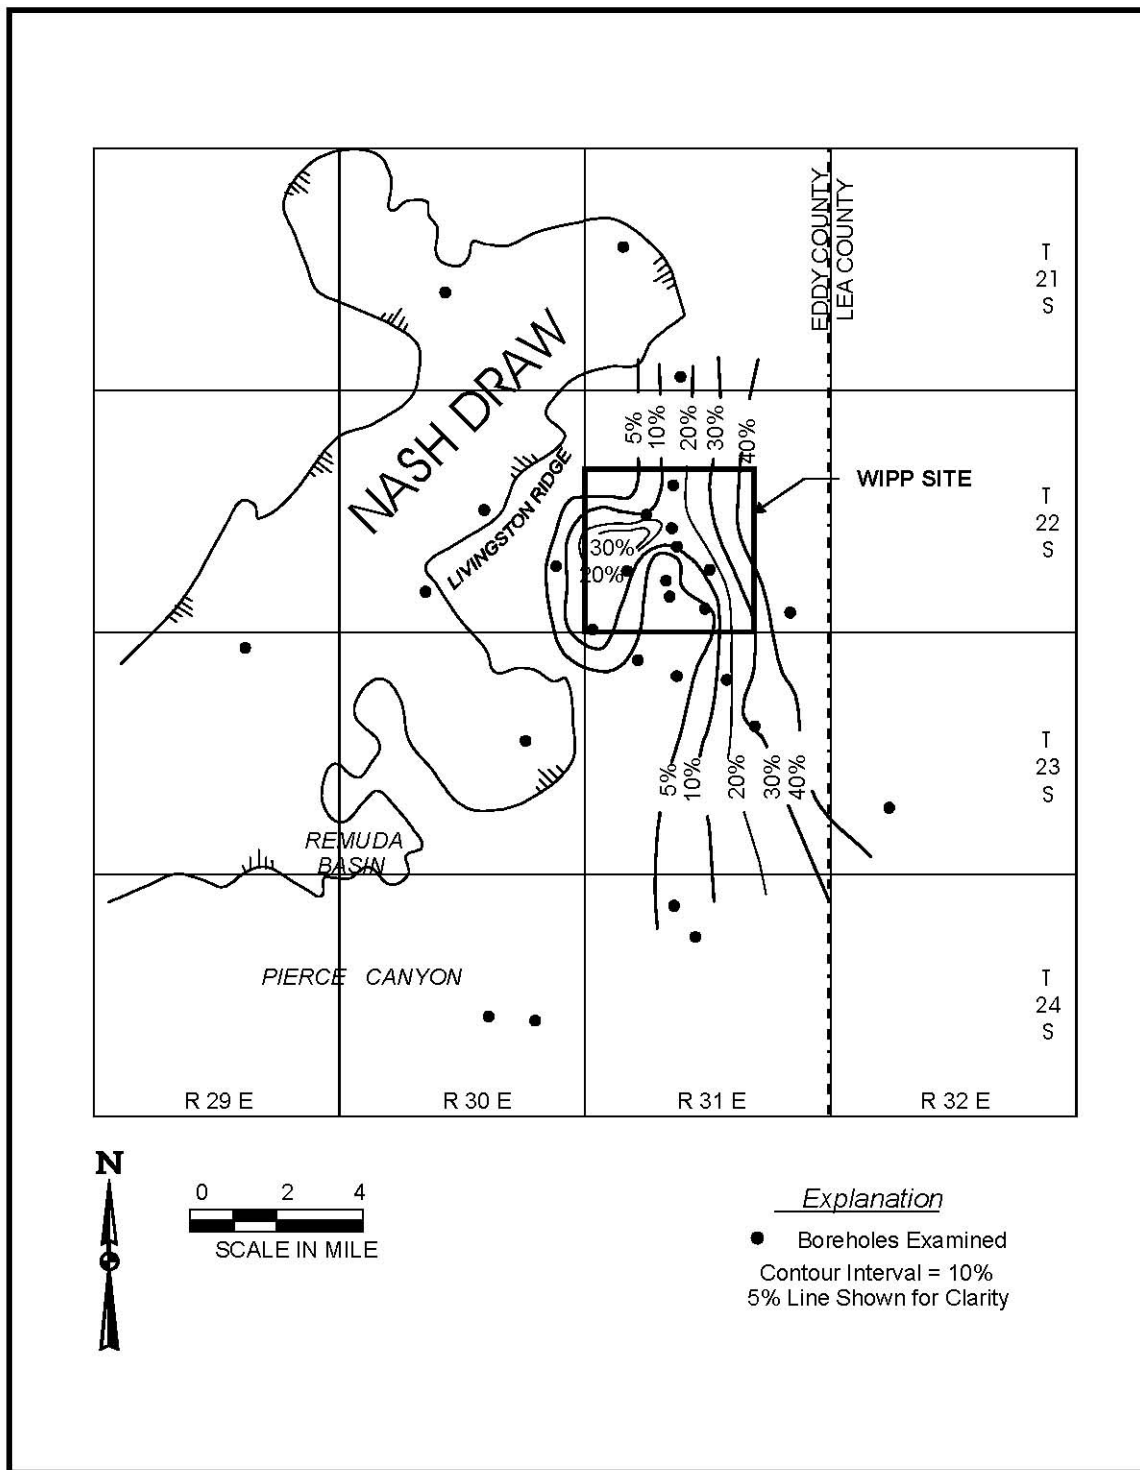 EDDY COUNTY
LEA COUNTY
T
21
S
NASH DRAW
5%
10%
20%
30%
40%
LIVINGSTON RIDGE
WIPP SITE
T
22
S
30%
20%
T
23
S
5%
10%
20%
30%
40%
REMUDA
BASIN
PIERCE CANYON
T
24
S
R 29 E
R 30 E
R 31 E
R 32 E
N
0 2 4
SCALE IN MILE
Explanation
Boreholes Examined
Contour Interval = 10%
5% Line Shown for Clarity